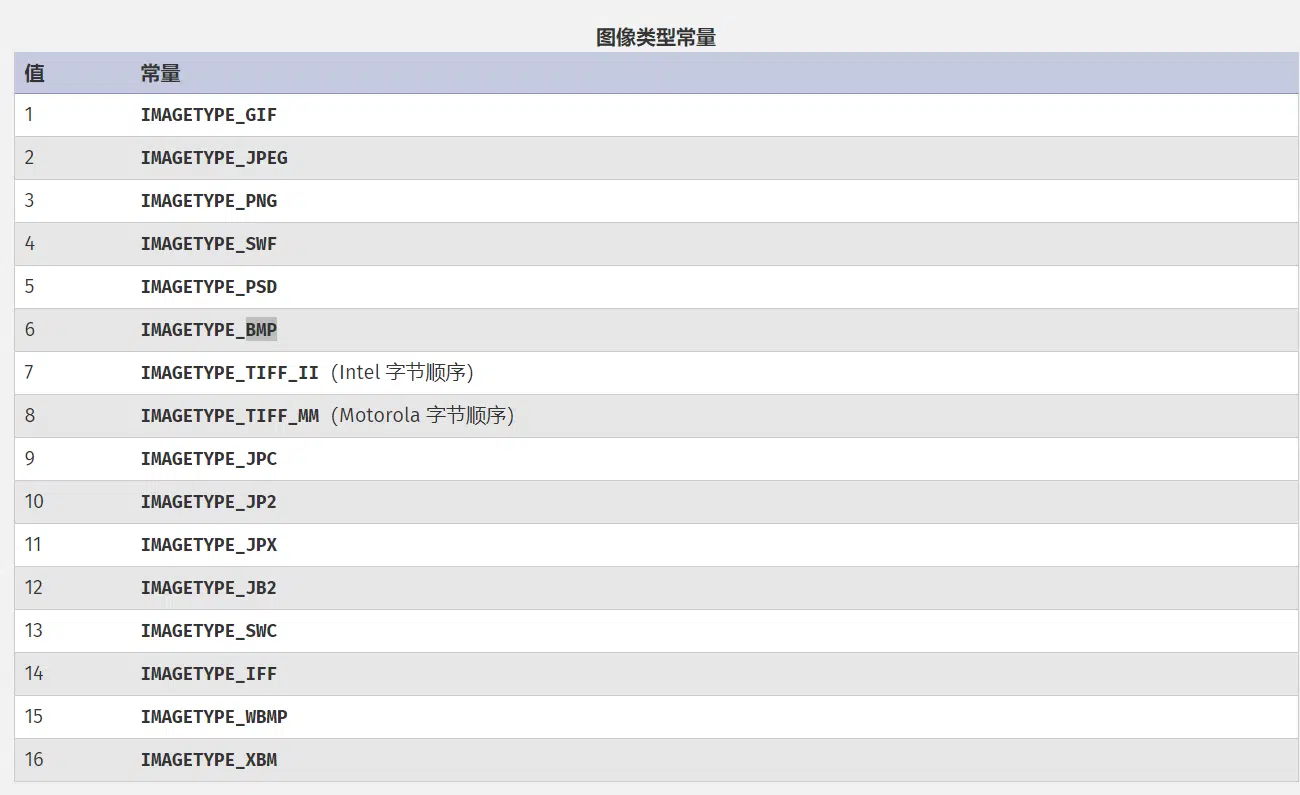 图像类型常量
值 常量
1 IMAGETYPE_GIF
2 IMAGETYPE_JPEG
3 IMAGETYPE_PNG
4 IMAGETYPE_SWF
5 IMAGETYPE_PSD
6 IMAGETYPE_BMP
7 IMAGETYPE_TIFF_II（Intel 字节顺序）
8 IMAGETYPE_TIFF_MM（Motorola 字节顺序）
9 IMAGETYPE_JPC
10 IMAGETYPE_JP2
11 IMAGETYPE_JPX
12 IMAGETYPE_JB2
13 IMAGETYPE_SWC
14 IMAGETYPE_IFF
15 IMAGETYPE_WBMP
16 IMAGETYPE_XBM